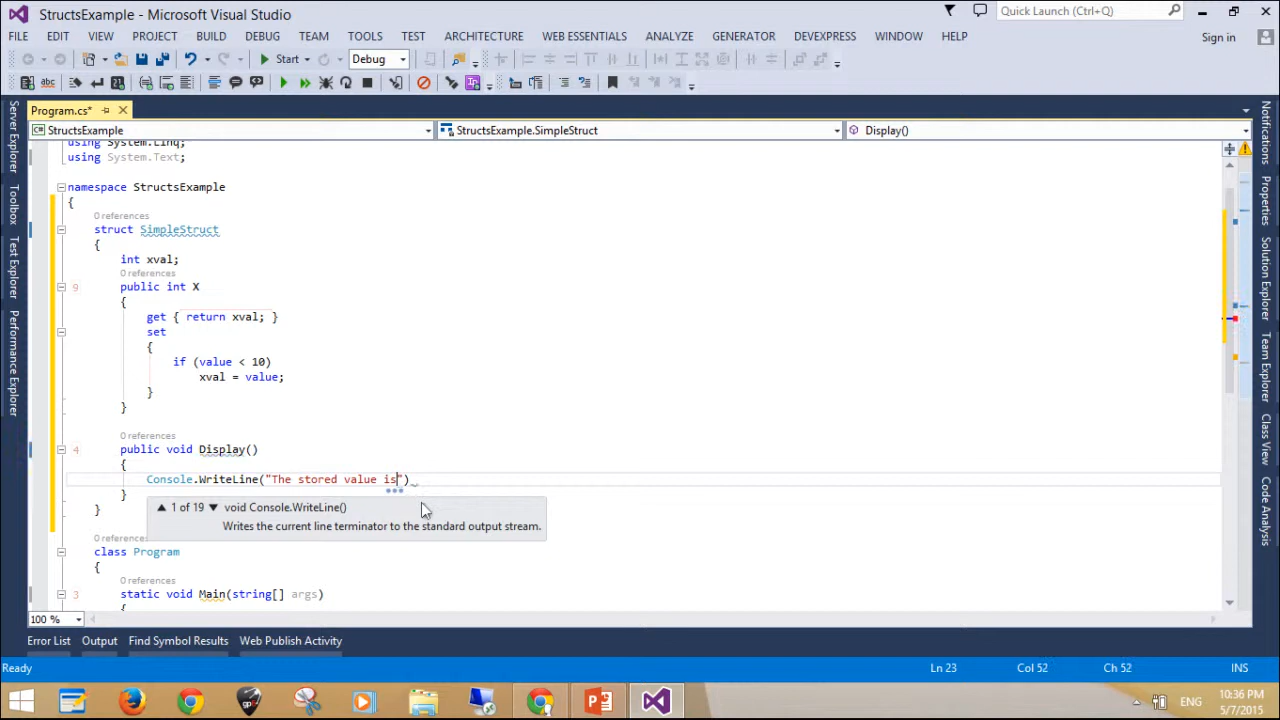 StructsExample - Microsoft Visual Studio
Quick Launch (Ctrl+Q)
FILE EDIT VIEW PROJECT BUILD DEBUG TEAM TOOLS TEST ARCHITECTURE WEB ESSENTIALS ANALYZE GENERATOR DEVEXPRESS WINDOW HELP
Sign in
Start Debug
Program.cs*
StructsExample StructsExample.SimpleStruct Display()
using System.Linq;
using System.Text;
namespace StructsExample
{
0 references
struct SimpleStruct
{
int xval;
0 references
9 public int X
{
get { return xval; }
set
{
if (value < 10)
xval = value;
}
}
0 references
4 public void Display()
{
Console.WriteLine("The stored value is")
}
1 of 19 void Console.WriteLine()
Writes the current line terminator to the standard output stream.
}
0 references
class Program
{
0 references
3 static void Main(string[] args)
{
100 %
Server Explorer
Toolbox
Test Explorer
Performance Explorer
Notifications
Properties
Solution Explorer
Team Explorer
Class View
Code Analysis
Error List Output Find Symbol Results Web Publish Activity
Ready Ln 23 Col 52 Ch 52 INS
ENG
10:36 PM
5/7/2015